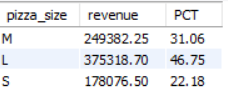 pizza_size revenue PCT
M 249382.25 31.06
L 375318.70 46.75
S 178076.50 22.18